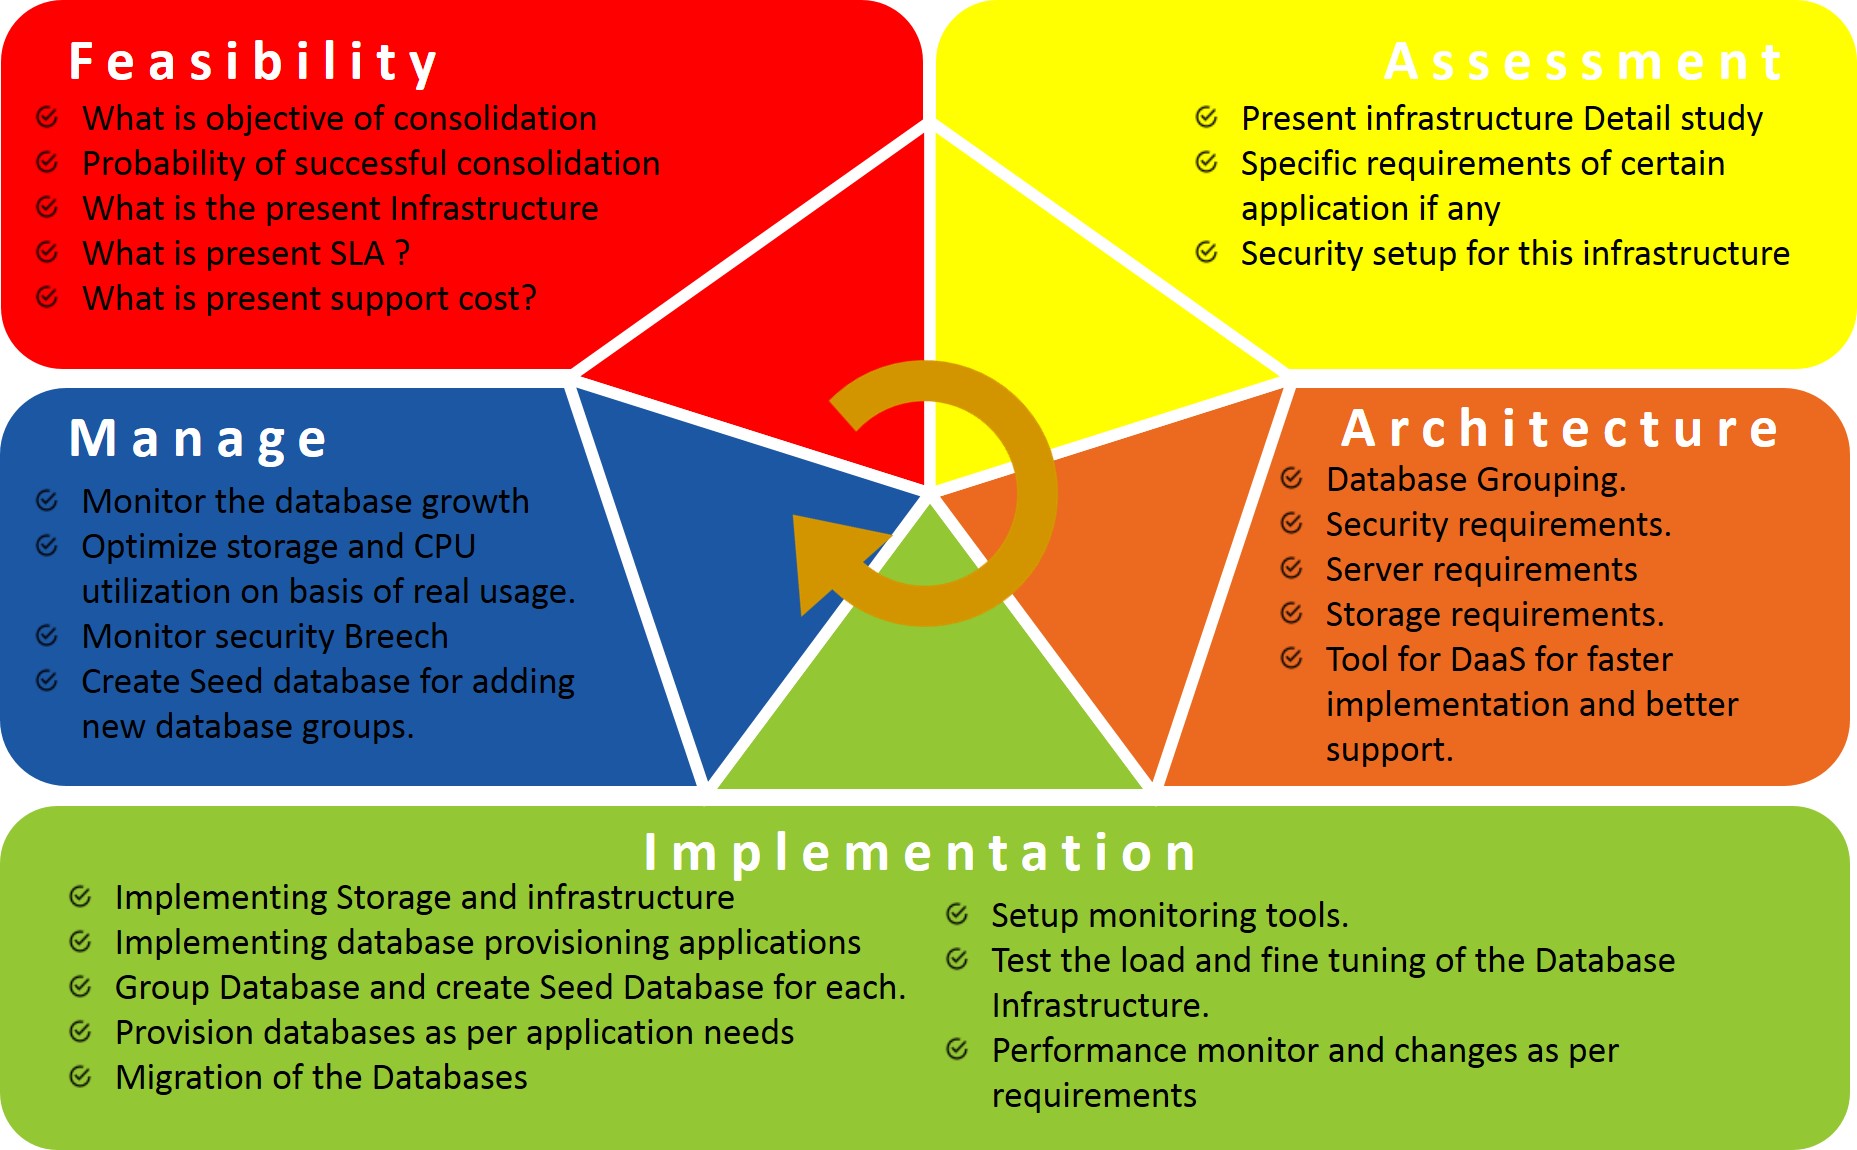 Feasibility
What is objective of consolidation
Probability of successful consolidation
What is the present Infrastructure
What is present SLA ?
What is present support cost?
Assessment
Present infrastructure Detail study
Specific requirements of certain
application if any
Security setup for this infrastructure
Manage
Monitor the database growth
Optimize storage and CPU
utilization on basis of real usage.
Monitor security Breech
Create Seed database for adding
new database groups.
Architecture
Database Grouping.
Security requirements.
Server requirements
Storage requirements.
Tool for DaaS for faster
implementation and better
support.
Implementation
Implementing Storage and infrastructure
Implementing database provisioning applications
Group Database and create Seed Database for each.
Provision databases as per application needs
Migration of the Databases
Setup monitoring tools.
Test the load and fine tuning of the Database
Infrastructure.
Performance monitor and changes as per
requirements